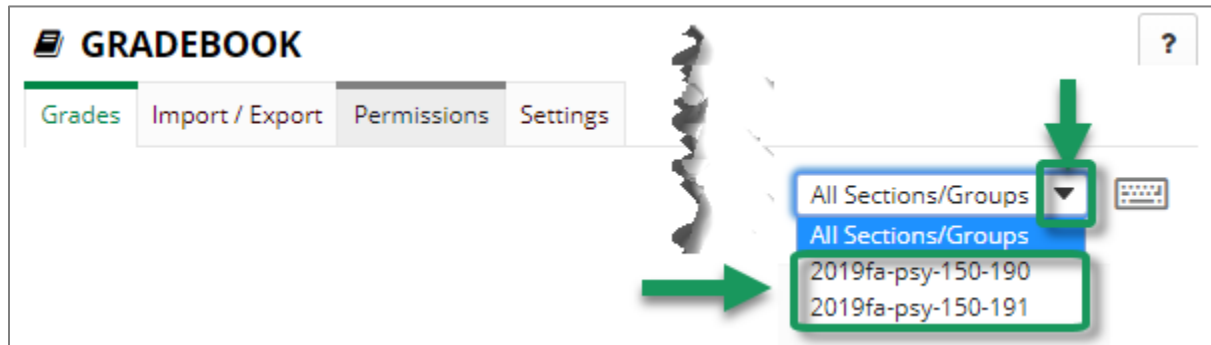 GRADEBOOK
?
Grades Import / Export Permissions Settings
All Sections/Groups
All Sections/Groups
2019fa-psy-150-190
2019fa-psy-150-191